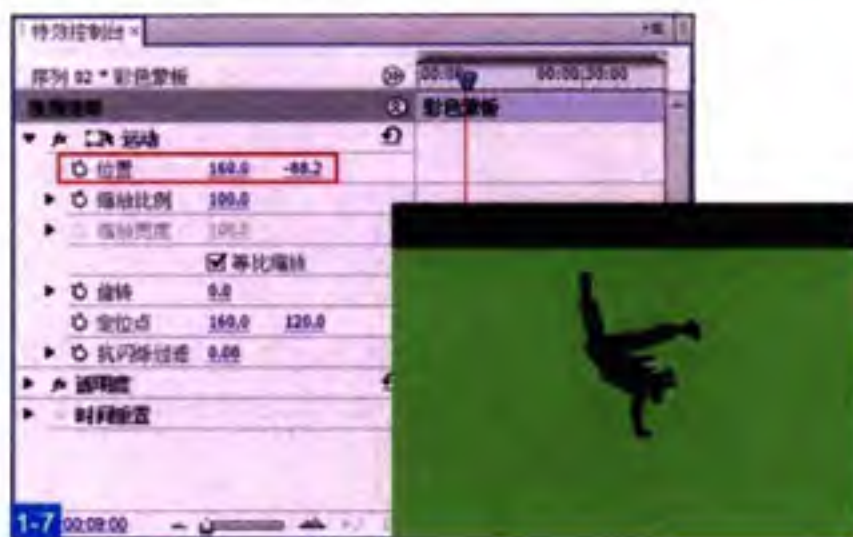 特效控制台 ×
序列 02 * 彩色蒙板
00:00
00:00:30:00
视频效果
彩色蒙板
fx 运动
位置 160.0 -88.2
缩放比例 100.0
缩放宽度 100.0
等比缩放
旋转 0.0
定位点 160.0 120.0
抗闪烁过滤 0.00
fx 透明度
时间重置
1-7
00:09:00